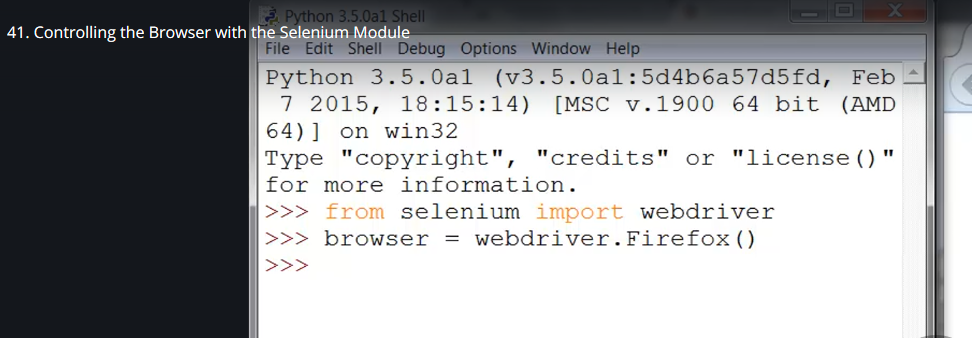 Python 3.5.0a1 Shell
41. Controlling the Browser with the Selenium Module
File Edit Shell Debug Options Window Help
Python 3.5.0a1 (v3.5.0a1:5d4b6a57d5fd, Feb
7 2015, 18:15:14) [MSC v.1900 64 bit (AMD
64)] on win32
Type "copyright", "credits" or "license()"
for more information.
>>> from selenium import webdriver
>>> browser = webdriver.Firefox()
>>>